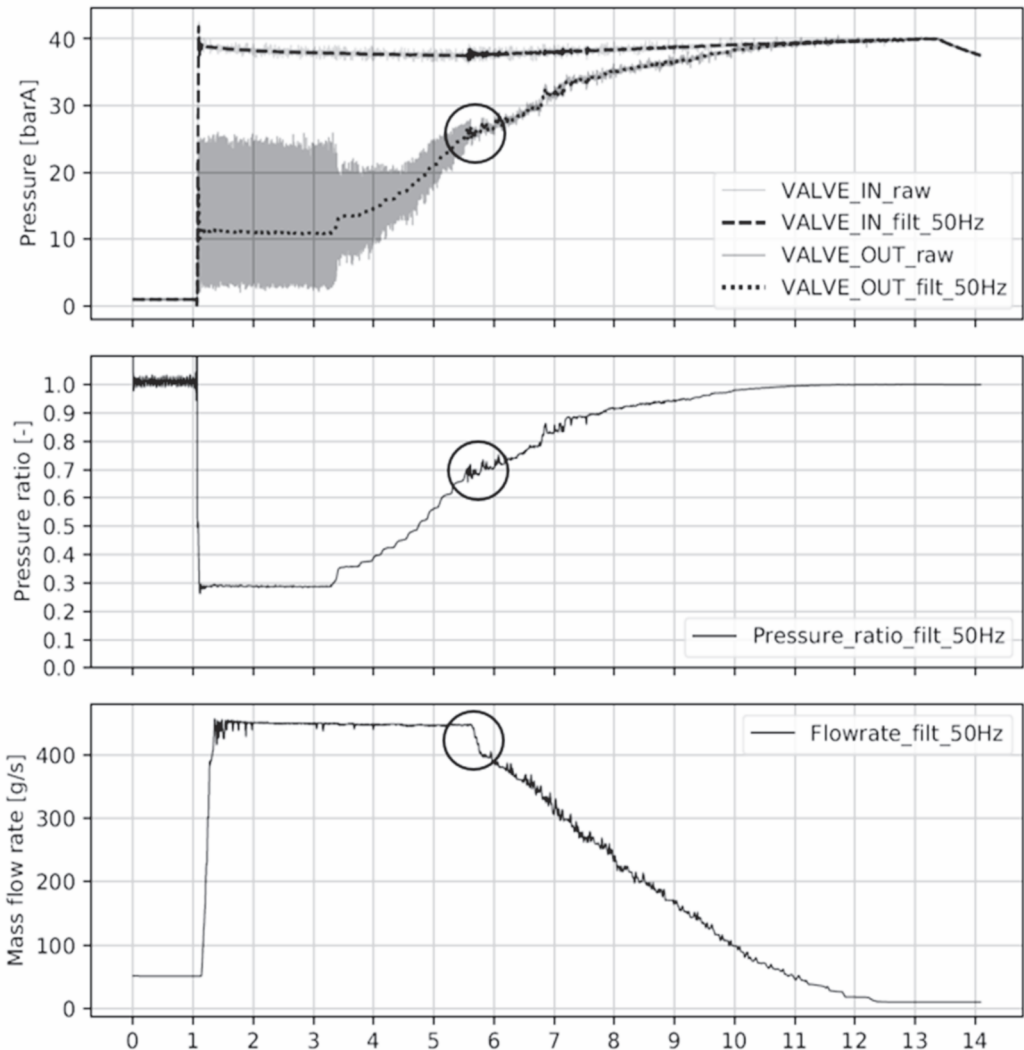 40
30
20
10
0
Pressure [barA]
VALVE_IN_raw
VALVE_IN_filt_50Hz
VALVE_OUT_raw
VALVE_OUT_filt_50Hz
1.0
0.9
0.8
0.7
0.6
0.5
0.4
0.3
0.2
0.1
0.0
Pressure ratio [-]
Pressure_ratio_filt_50Hz
400
300
200
100
0
Mass flow rate [g/s]
Flowrate_filt_50Hz
0 1 2 3 4 5 6 7 8 9 10 11 12 13 14